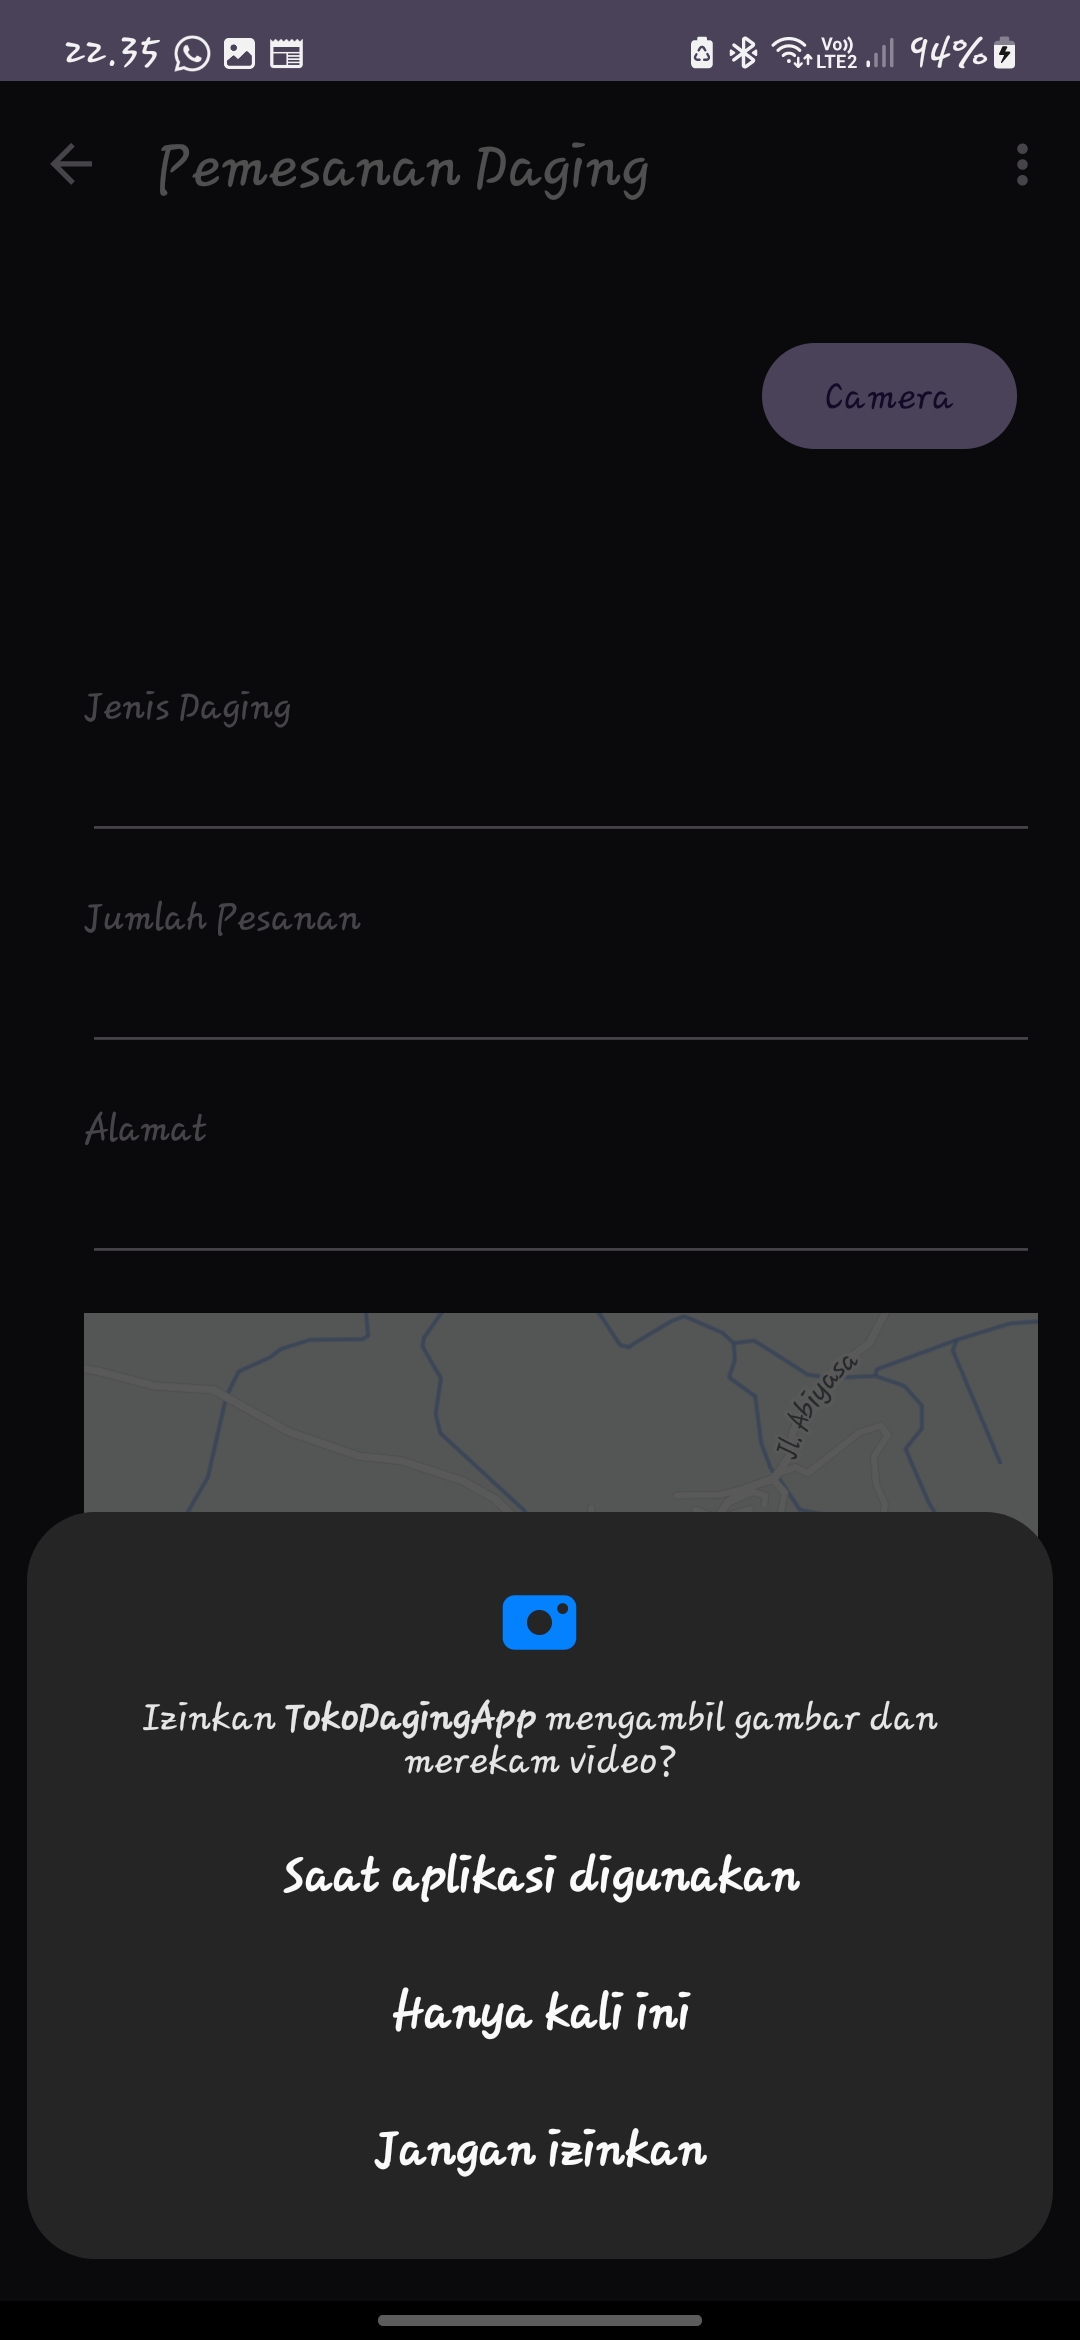 22.35
Vo)) LTE2 94%
Pemesanan Daging
Camera
Jenis Daging
Jumlah Pesanan
Alamat
Jl. Abiyasa
Izinkan TokoDagingApp mengambil gambar dan
merekam video?
Saat aplikasi digunakan
Hanya kali ini
Jangan izinkan